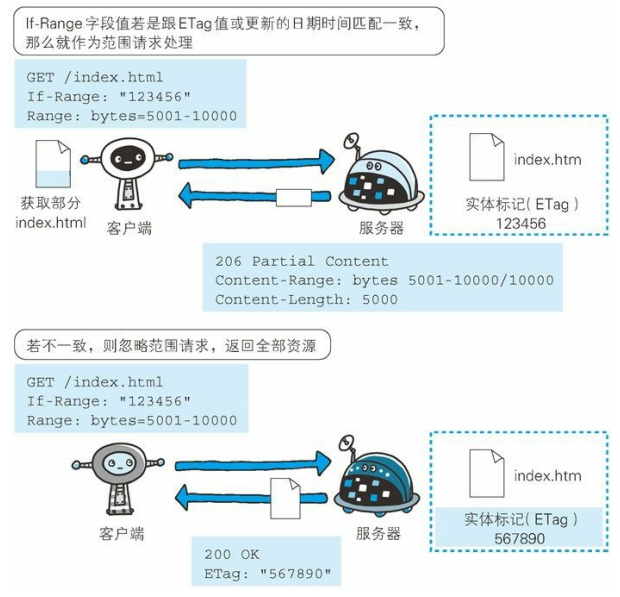 If-Range字段值若是跟ETag值或更新的日期时间匹配一致，
那么就作为范围请求处理
GET /index.html
If-Range: "123456"
Range: bytes=5001-10000
获取部分
index.html
客户端
服务器
index.htm
实体标记（ETag）
123456
206 Partial Content
Content-Range: bytes 5001-10000/10000
Content-Length: 5000
若不一致，则忽略范围请求，返回全部资源
GET /index.html
If-Range: "123456"
Range: bytes=5001-10000
客户端
服务器
index.htm
实体标记（ETag）
567890
200 OK
ETag: "567890"